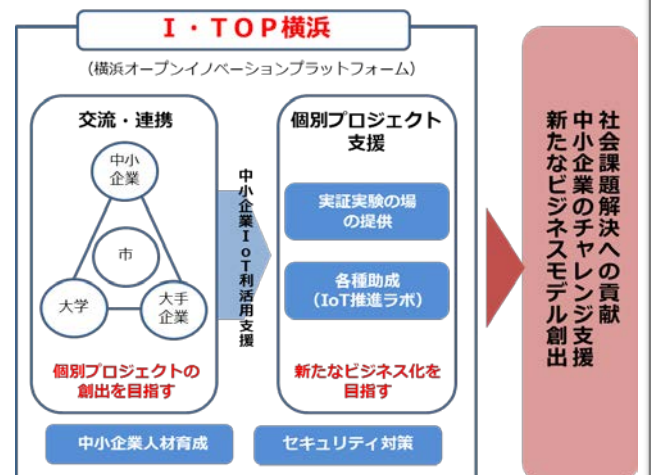 I・TOP横浜
（横浜オープンイノベーションプラットフォーム）
交流・連携
中小
企業
市
大学
大手
企業
個別プロジェクトの
創出を目指す
中小企業IoT利活用支援
個別プロジェクト
支援
実証実験の場
の提供
各種助成
（IoT推進ラボ）
新たなビジネス化を
目指す
中小企業人材育成
セキュリティ対策
社会課題解決への貢献
中小企業のチャレンジ支援
新たなビジネスモデル創出